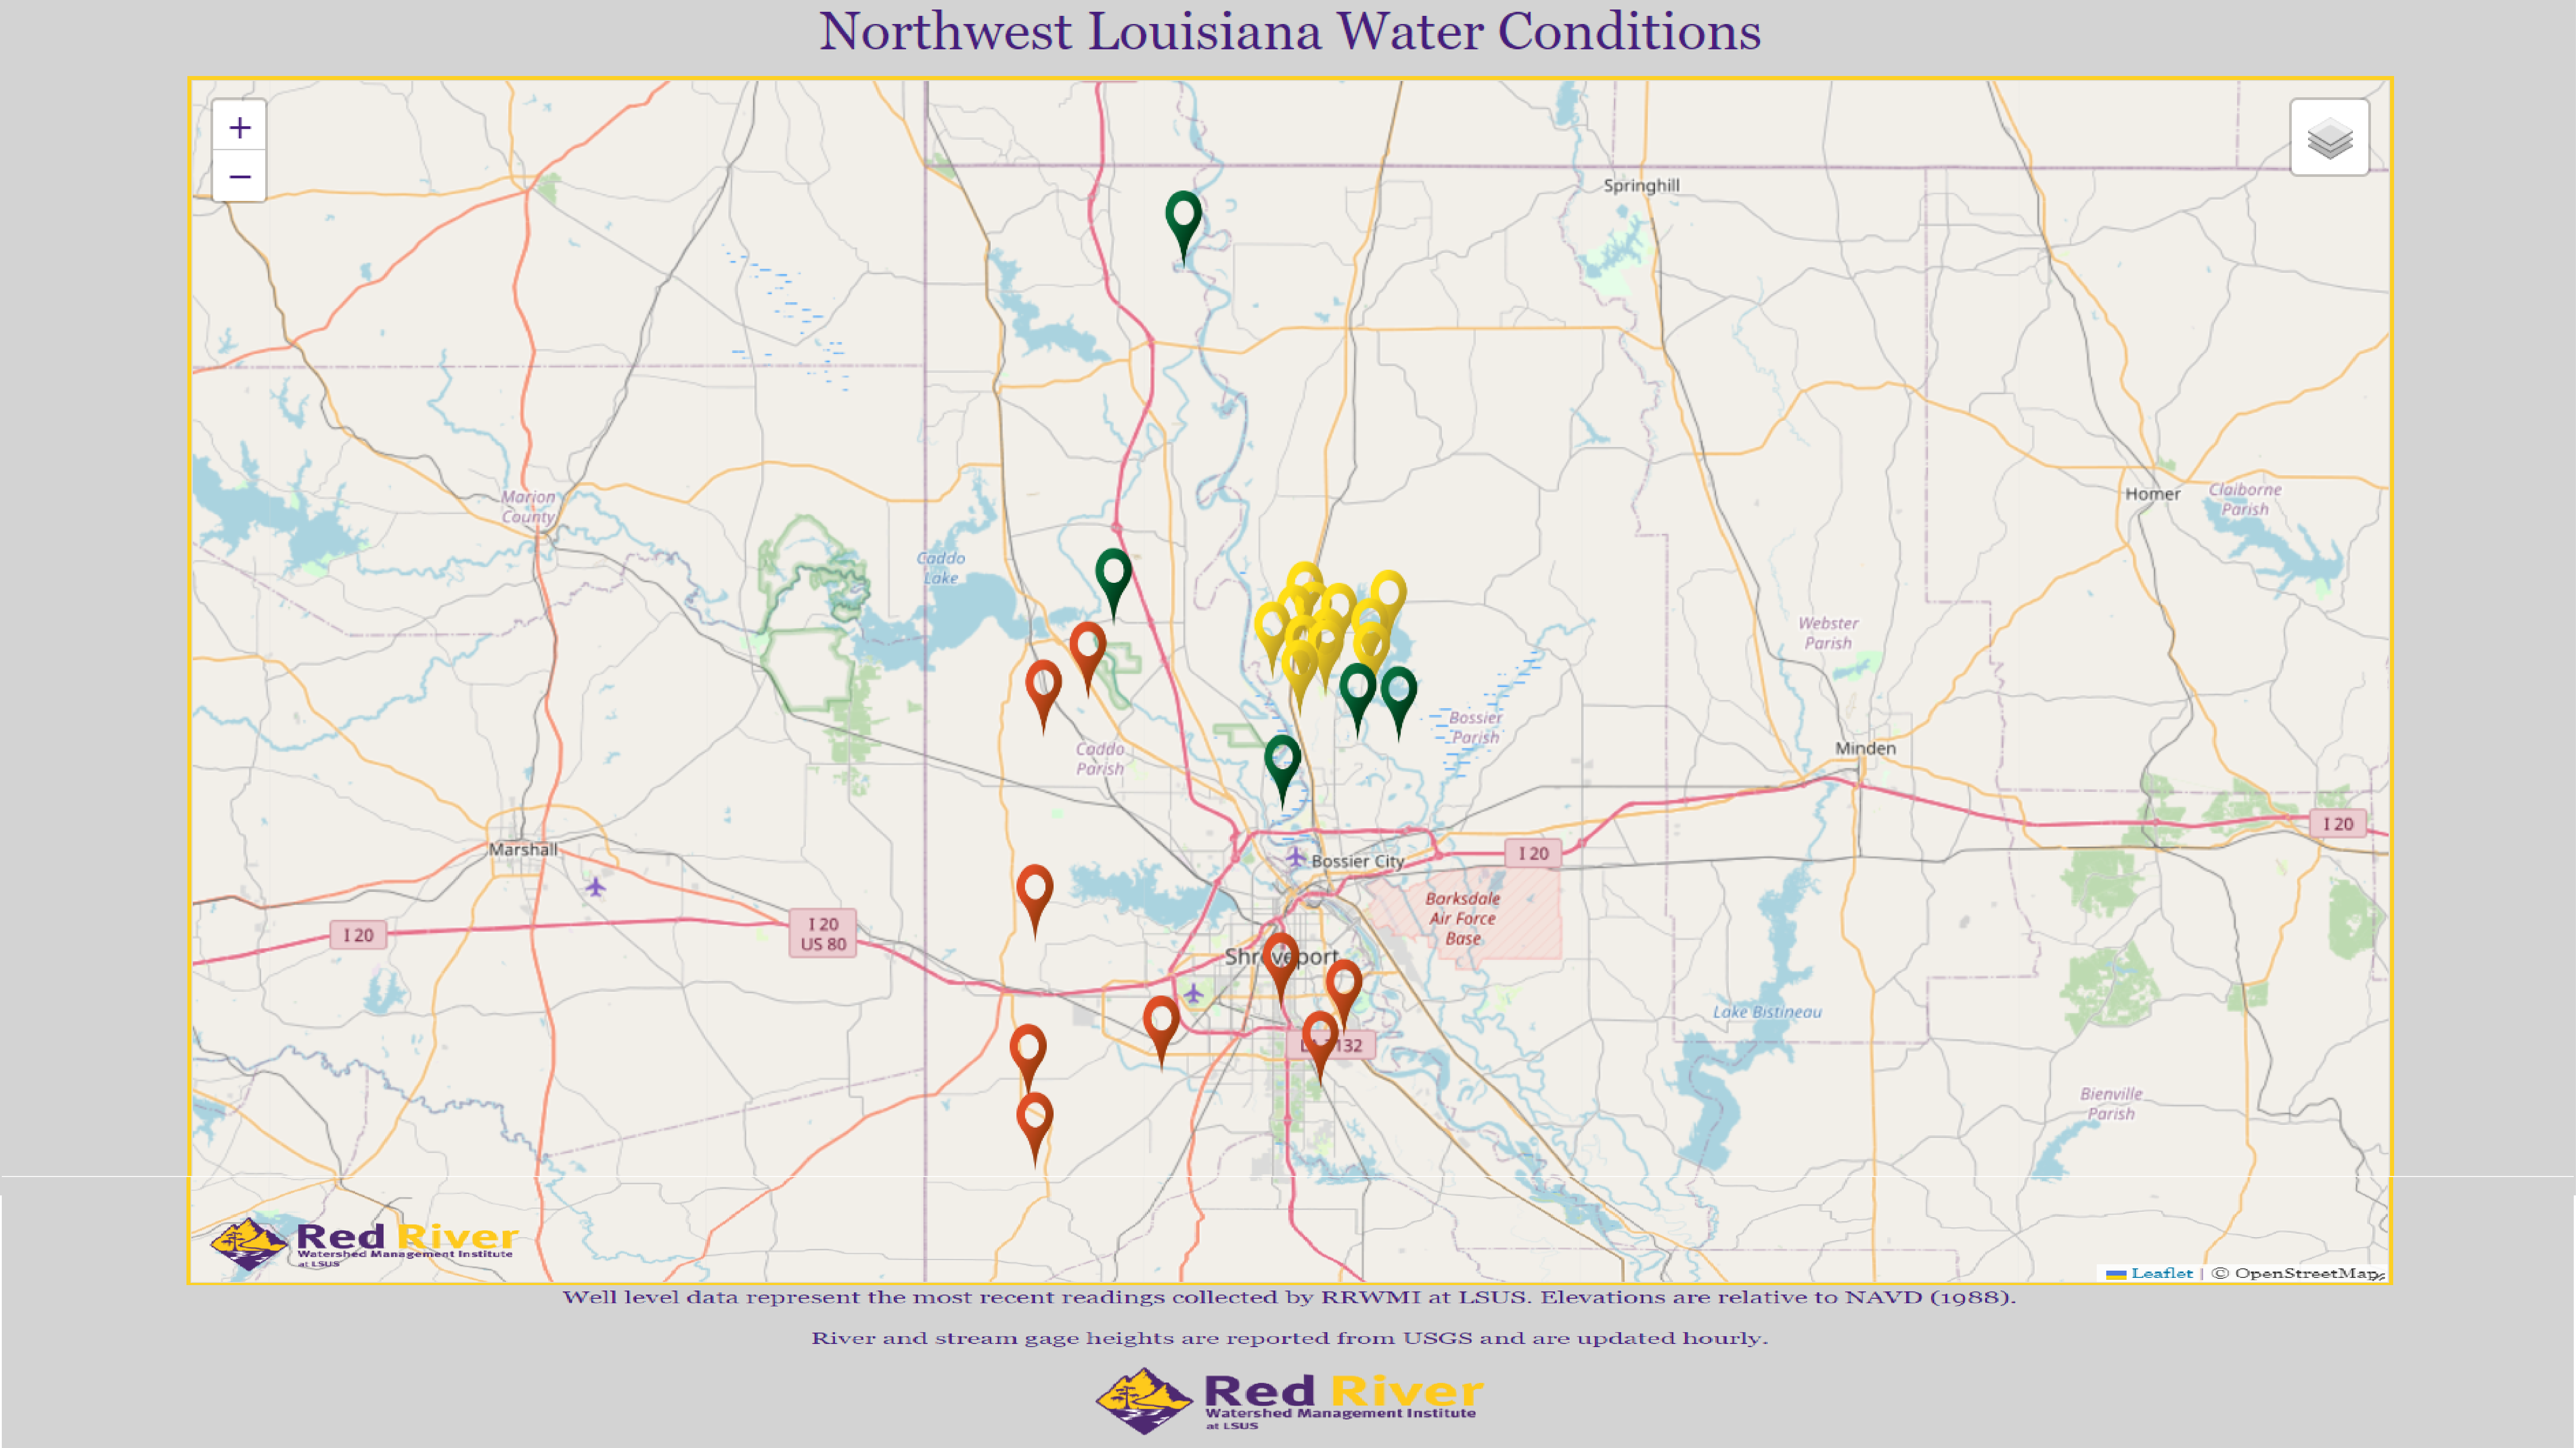 Northwest Louisiana Water Conditions
+
−
Springhill
Marion
County
Homer
Claiborne
Parish
Caddo
Lake
Webster
Parish
Bossier
Parish
Caddo
Parish
Minden
I 20
Marshall
Bossier City
I 20
Barksdale
Air Force
Base
I 20
I 20
US 80
Shreveport
Lake Bistineau
132
Bienville
Parish
Red River
Watershed Management Institute
at LSUS
Leaflet | © OpenStreetMap
Well level data represent the most recent readings collected by RRWMI at LSUS. Elevations are relative to NAVD (1988).
River and stream gage heights are reported from USGS and are updated hourly.
Red River
Watershed Management Institute
at LSUS